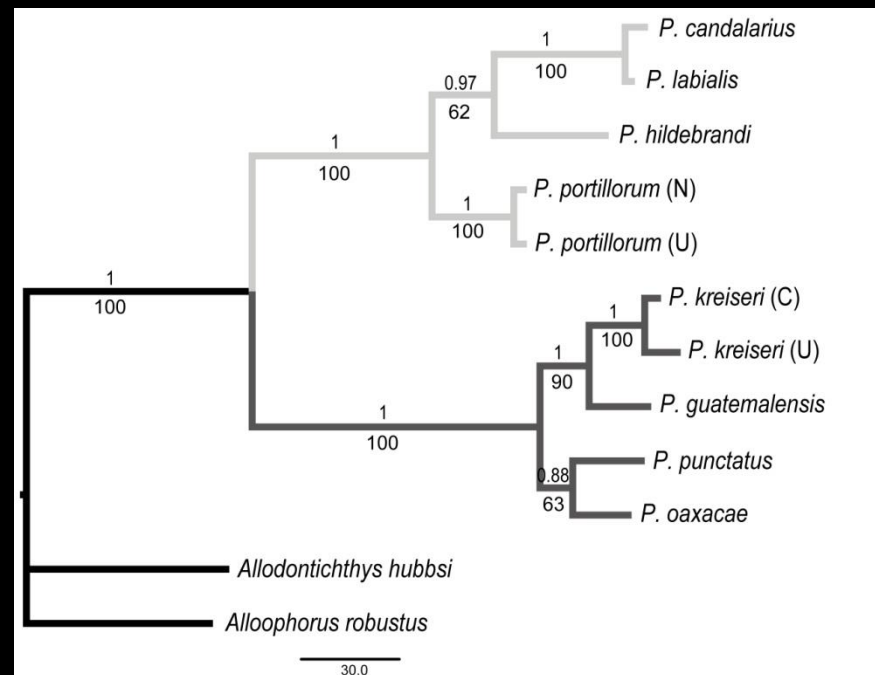 P. candalarius
1
100
P. labialis
0.97
62
P. hildebrandi
1
100
P. portillorum (N)
1
100
P. portillorum (U)
1
100
P. kreiseri (C)
1
100
P. kreiseri (U)
1
90
P. guatemalensis
1
100
P. punctatus
0.88
63
P. oaxacae
Allodontichthys hubbsi
Alloophorus robustus
30.0